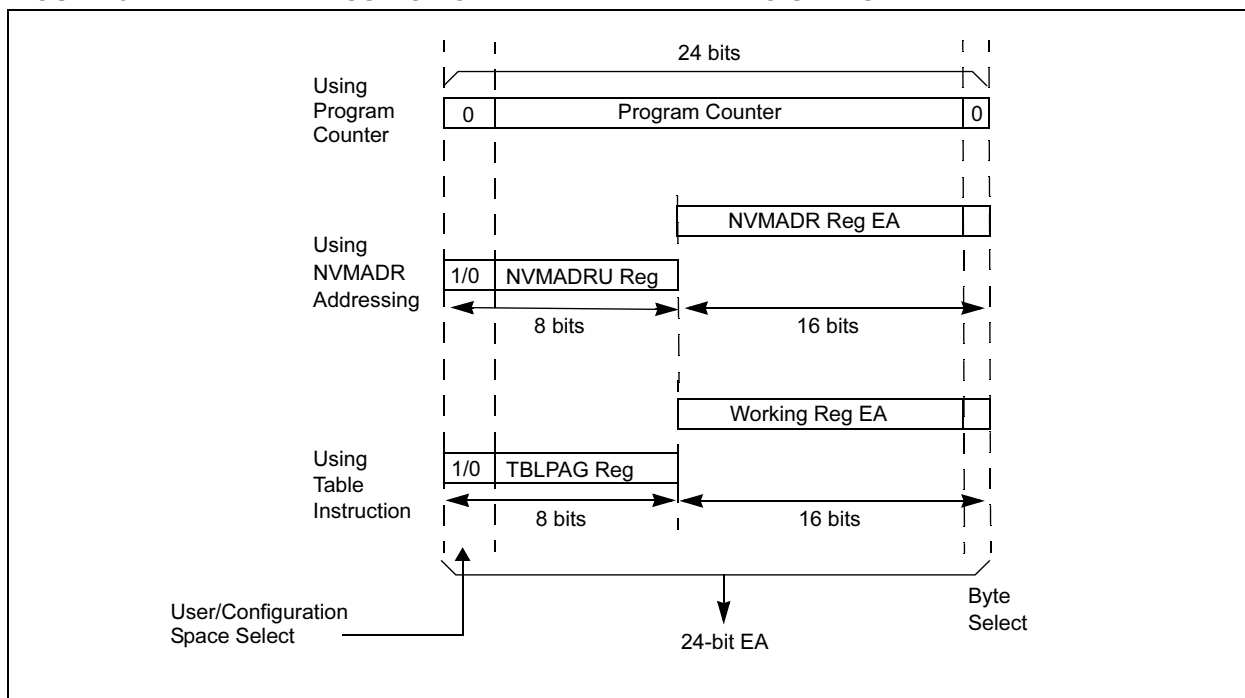 24 bits
Using
Program
Counter
0
Program Counter
0
NVMADR Reg EA
Using
NVMADR
Addressing
1/0
NVMADRU Reg
8 bits
16 bits
Working Reg EA
Using
Table
Instruction
1/0
TBLPAG Reg
8 bits
16 bits
User/Configuration
Space Select
24-bit EA
Byte
Select